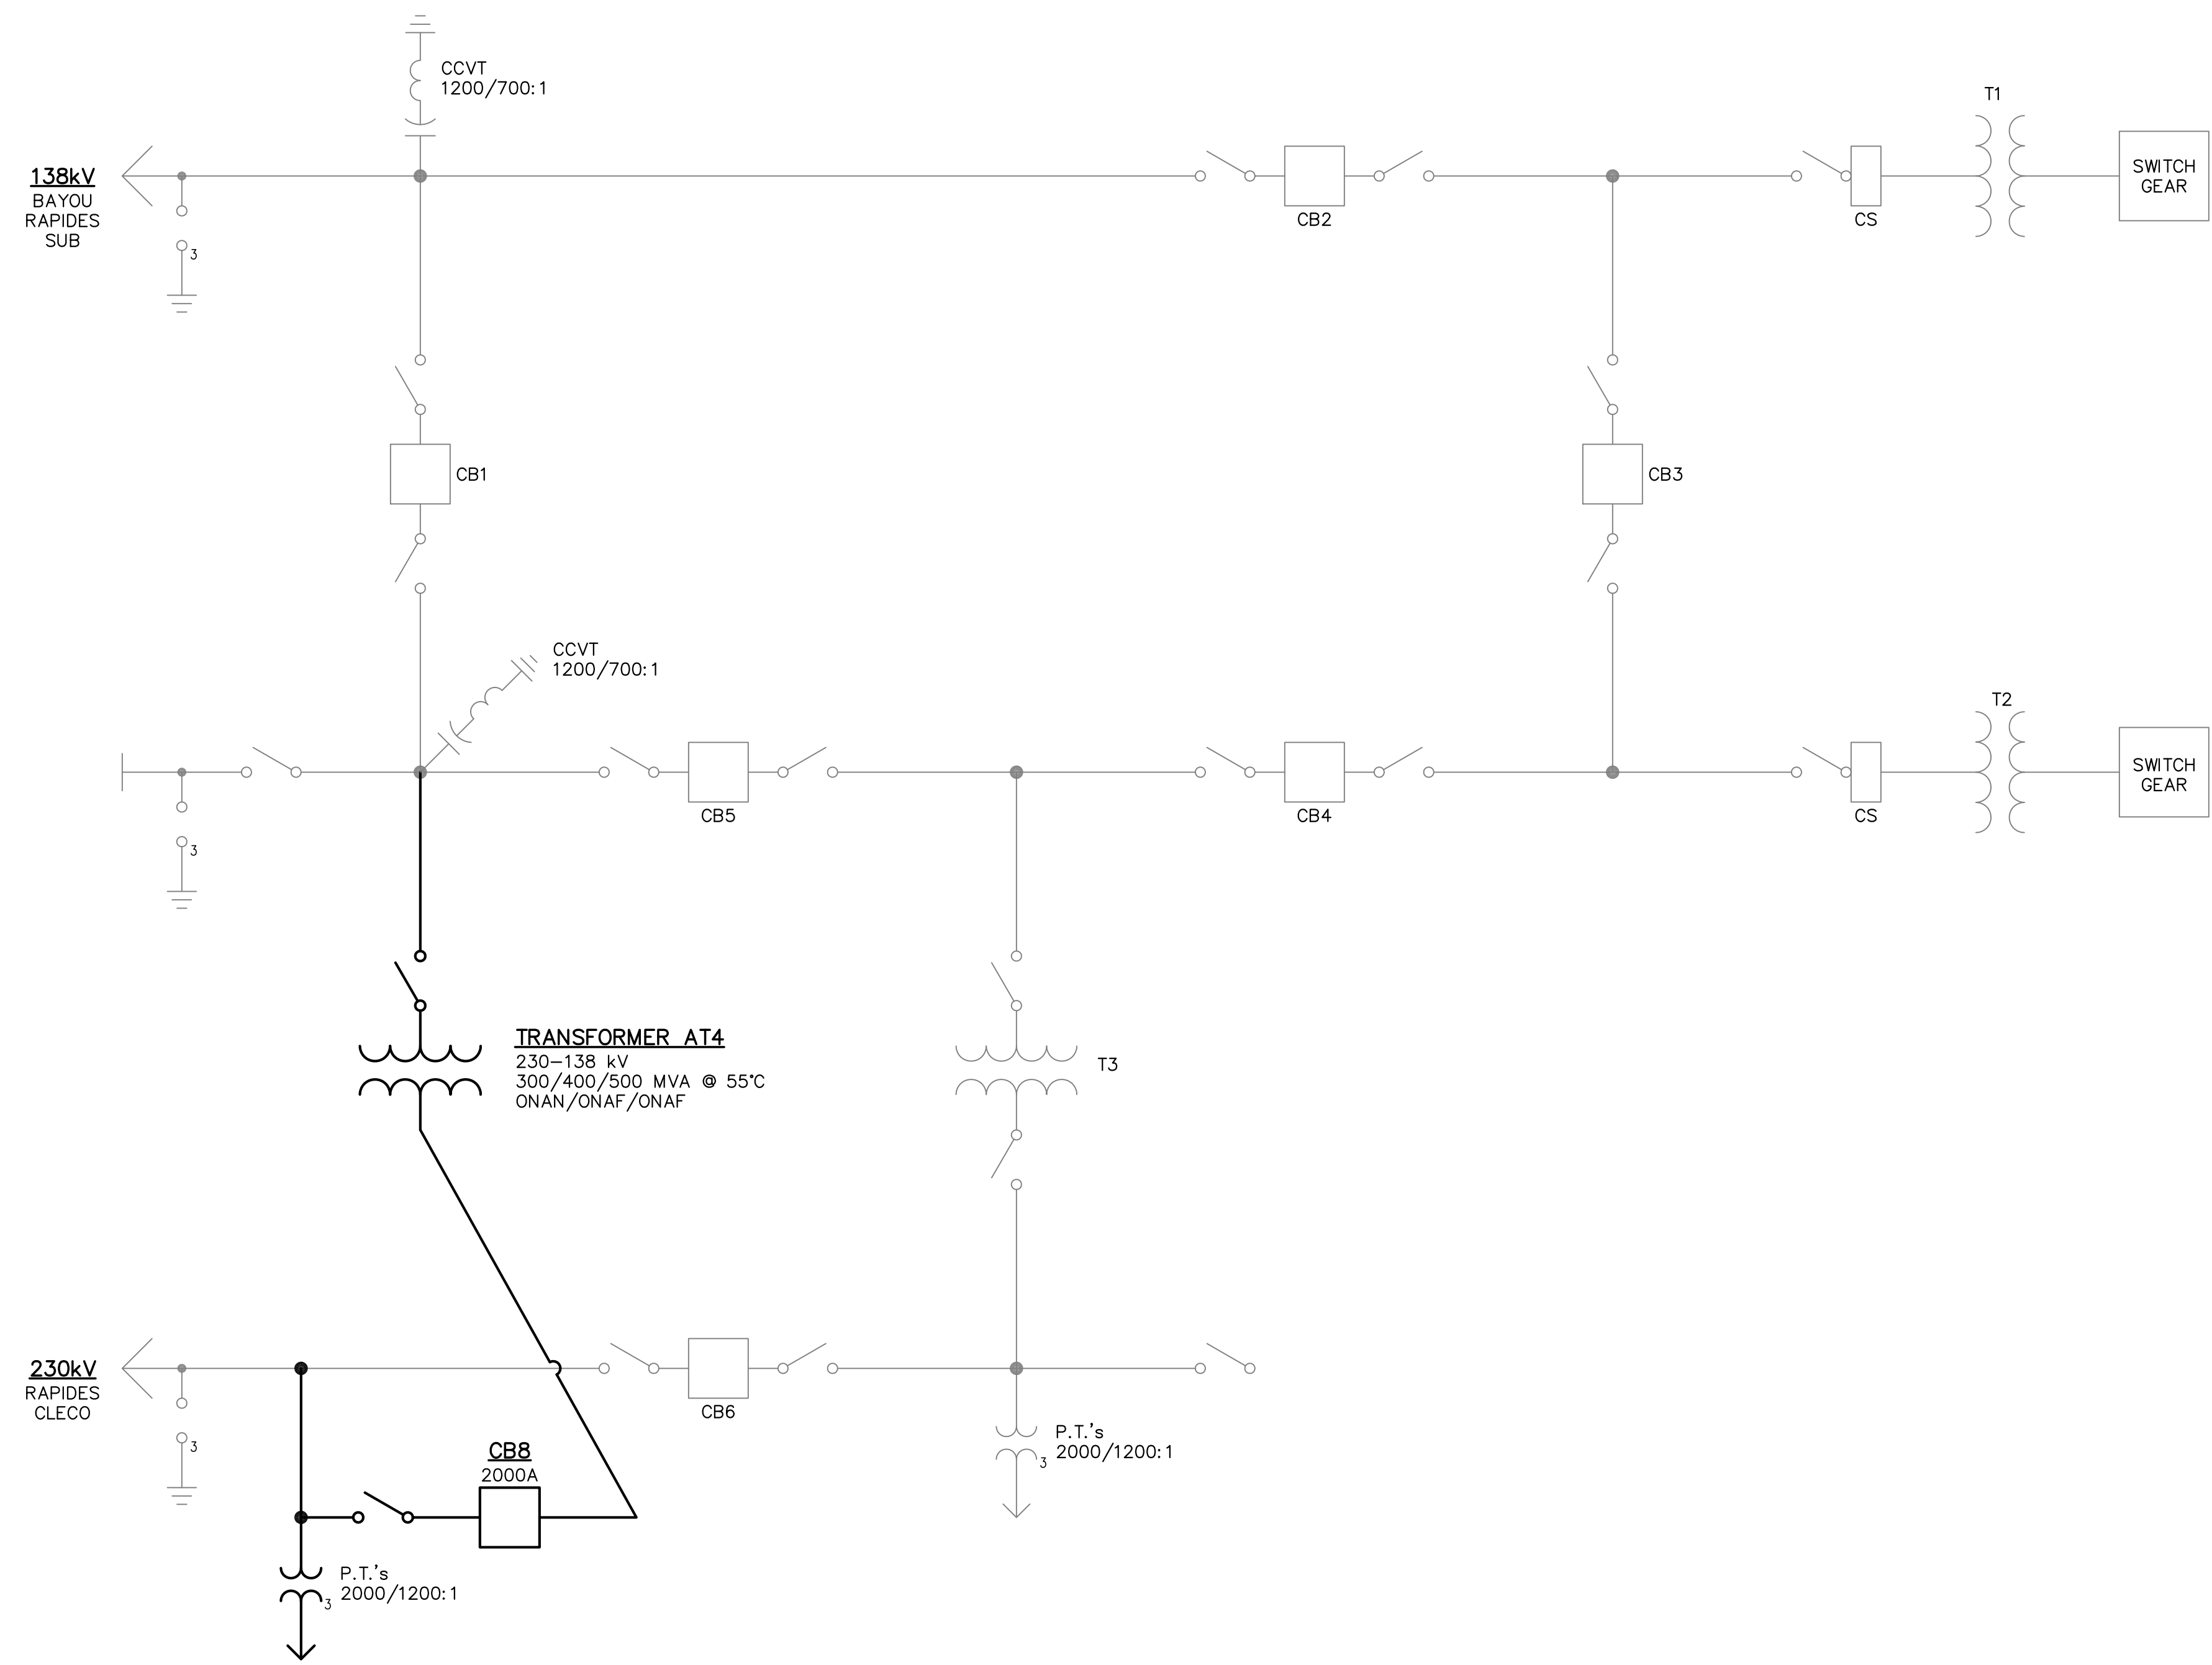 CCVT
1200/700:1
T1
138kV
BAYOU
RAPIDES
SUB
3
CB2
CS
SWITCH
GEAR
CB1
CB3
CCVT
1200/700:1
T2
3
CB5
CB4
CS
SWITCH
GEAR
TRANSFORMER AT4
230-138 kV
300/400/500 MVA @ 55°C
ONAN/ONAF/ONAF
T3
230kV
RAPIDES
CLECO
3
CB6
P.T.'s
2000/1200:1
3
CB8
2000A
P.T.'s
2000/1200:1
3